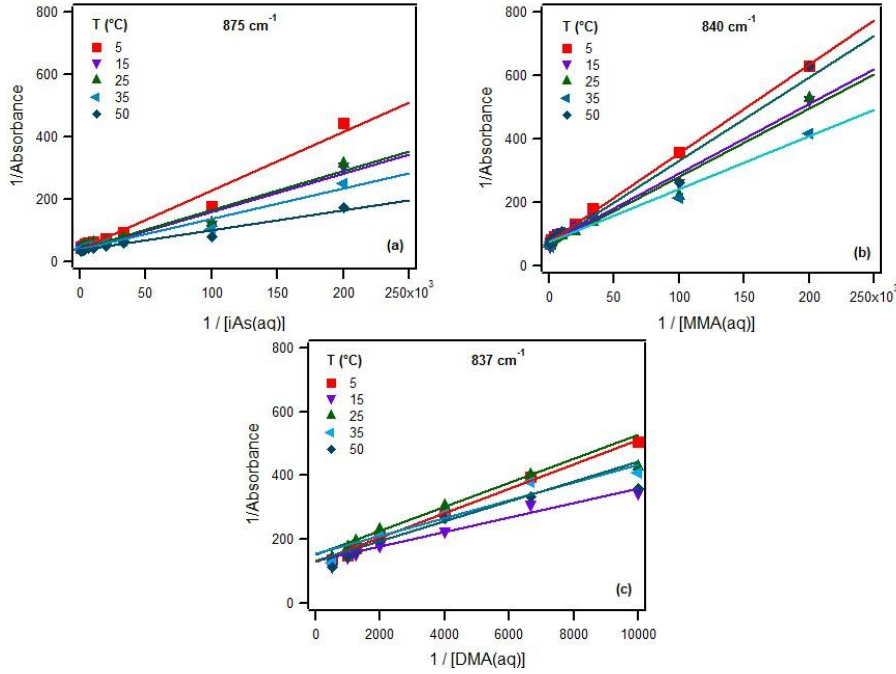 800
600
400
200
0
1/Absorbance
T (°C)
5
15
25
35
50
875 cm⁻¹
(a)
0
50
100
150
200
250x10³
1 / [iAs(aq)]
800
600
400
200
0
1/Absorbance
T (°C)
5
15
25
35
50
840 cm⁻¹
(b)
0
50
100
150
200
250x10³
1 / [MMA(aq)]
800
600
400
200
0
1/Absorbance
T (°C)
5
15
25
35
50
837 cm⁻¹
(c)
0
2000
4000
6000
8000
10000
1 / [DMA(aq)]